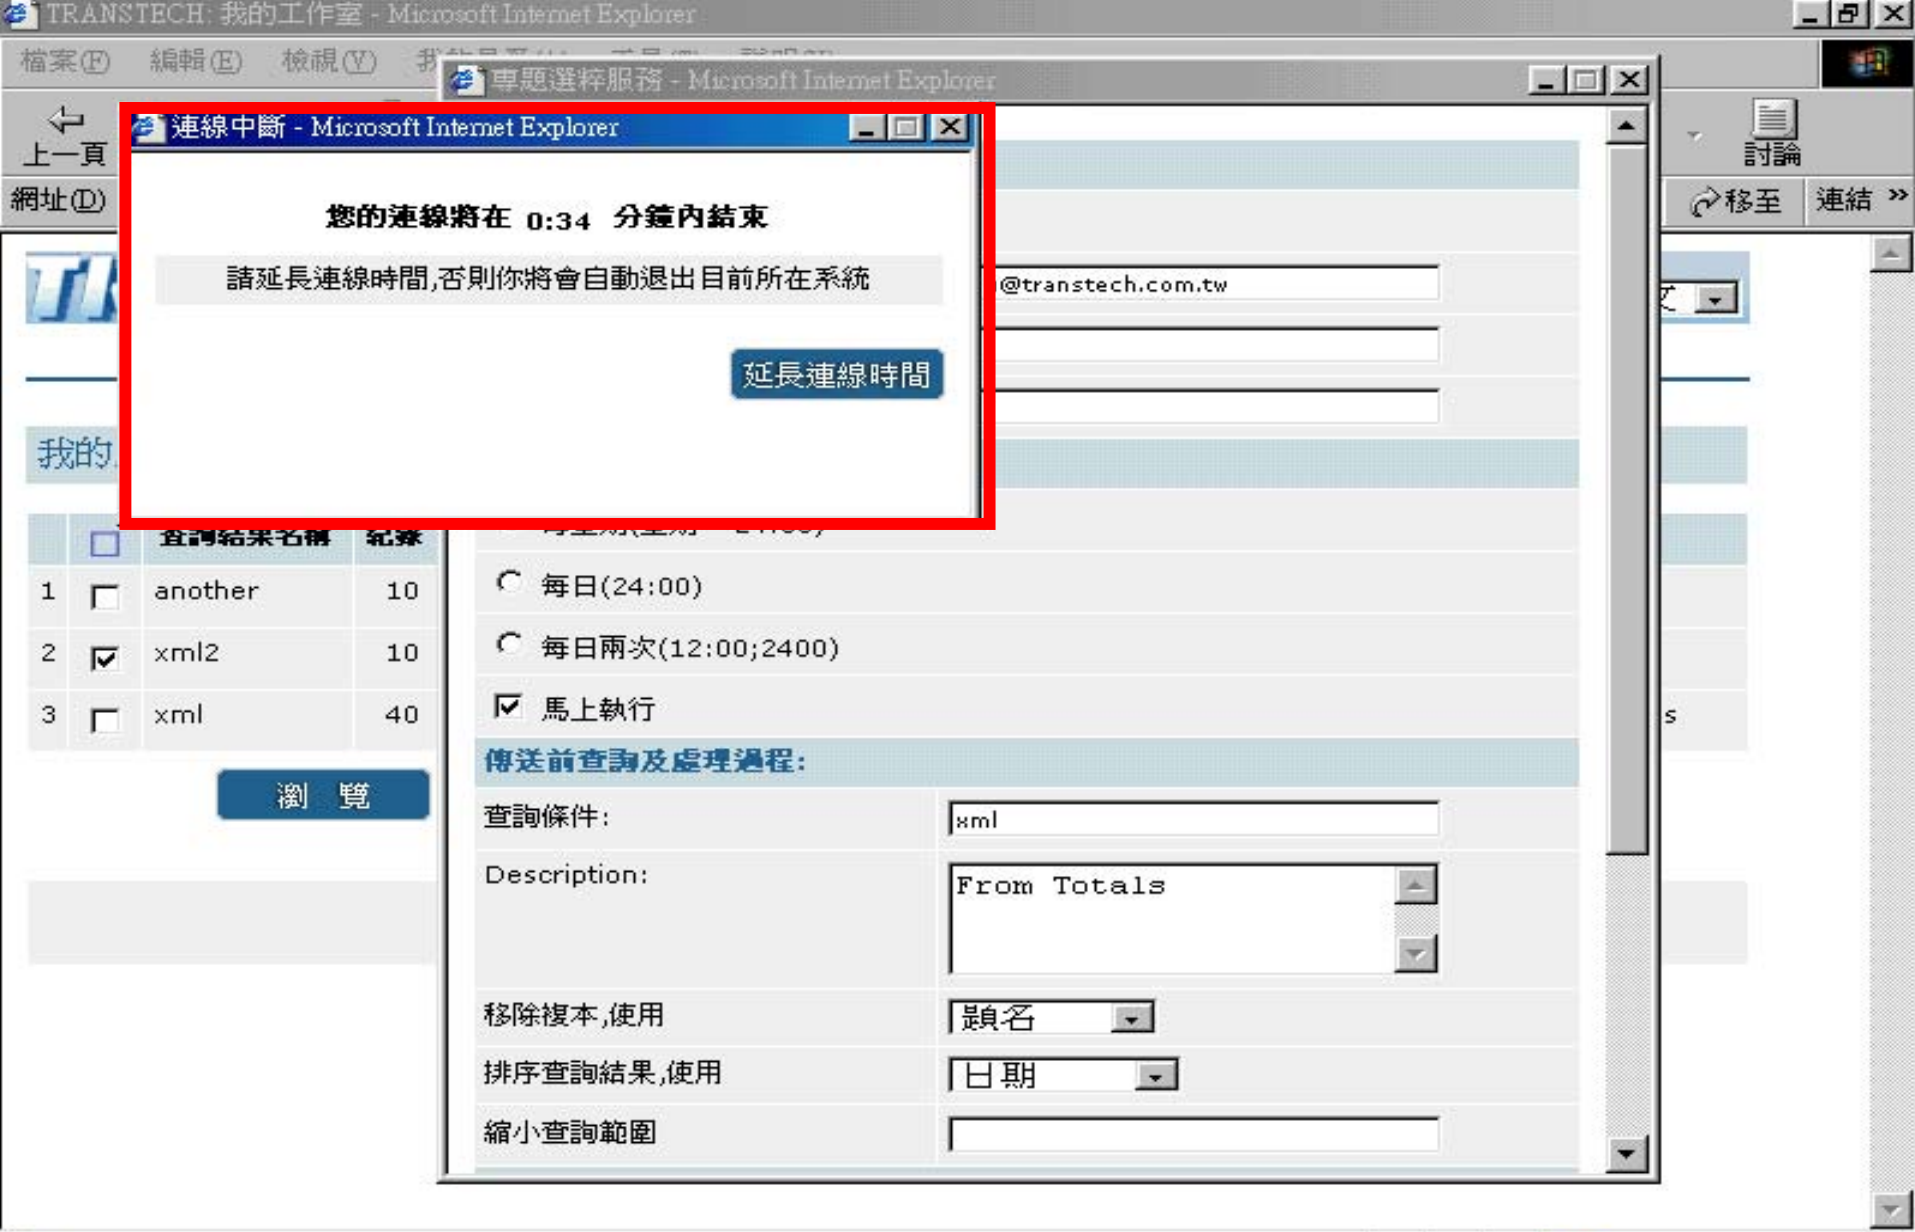 TRANSTECH: 我的工作室 - Microsoft Internet Explorer
檔案(F) 編輯(E) 檢視(V)
專題選粹服務 - Microsoft Internet Explorer
上一頁
討論
連線中斷 - Microsoft Internet Explorer
網址(D)
移至 連結 »
您的連線將在 0:34 分鐘內結束
請延長連線時間,否則你將會自動退出目前所在系統
@transtech.com.tw
延長連線時間
我的
查詢結果名稱 紀錄
1 another 10
每日(24:00)
2 xml2 10
每日兩次(12:00;2400)
3 xml 40
馬上執行
s
傳送前查詢及處理過程:
瀏 覽
查詢條件:
xml
Description:
From Totals
移除複本,使用
題名
排序查詢結果,使用
日期
縮小查詢範圍